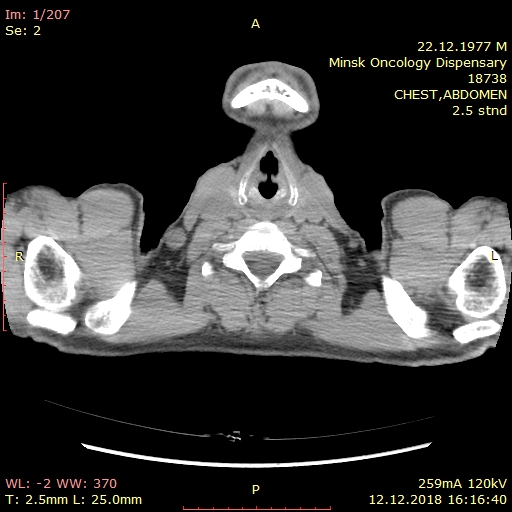 Im: 1/207
Se: 2
A
22.12.1977 M
Minsk Oncology Dispensary
18738
CHEST,ABDOMEN
2.5 stnd
R
L
WL: -2 WW: 370
T: 2.5mm L: 25.0mm
P
259mA 120kV
12.12.2018 16:16:40